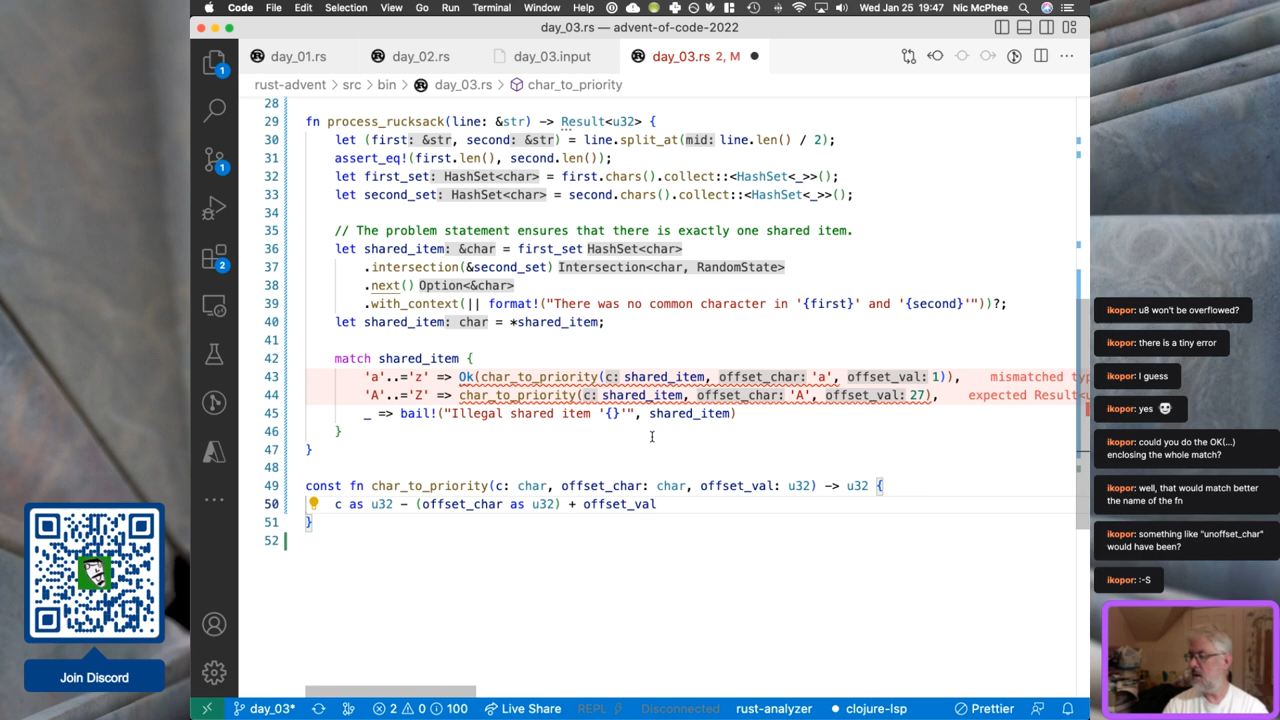 Code File Edit Selection View Go Run Terminal Window Help Wed Jan 25 19:47 Nic McPhee
day_03.rs — advent-of-code-2022
day_01.rs day_02.rs day_03.input day_03.rs 2, M
rust-advent > src > bin > day_03.rs > char_to_priority
28
29 fn process_rucksack(line: &str) -> Result<u32> {
30 let (first: &str, second: &str) = line.split_at(mid: line.len() / 2);
31 assert_eq!(first.len(), second.len());
32 let first_set: HashSet<char> = first.chars().collect::<HashSet<_>>();
33 let second_set: HashSet<char> = second.chars().collect::<HashSet<_>>();
34
35 // The problem statement ensures that there is exactly one shared item.
36 let shared_item: &char = first_set HashSet<char>
37 .intersection(&second_set) Intersection<char, RandomState>
38 .next() Option<&char>
39 .with_context(|| format!("There was no common character in '{first}' and '{second}'"))?;
40 let shared_item: char = *shared_item;
41
42 match shared_item {
43 'a'..='z' => Ok(char_to_priority(c: shared_item, offset_char: 'a', offset_val: 1)), mismatched typ
44 'A'..='Z' => char_to_priority(c: shared_item, offset_char: 'A', offset_val: 27), expected Result<u
45 _ => bail!("Illegal shared item '{}'", shared_item)
46 }
47 }
48
49 const fn char_to_priority(c: char, offset_char: char, offset_val: u32) -> u32 {
50 c as u32 - (offset_char as u32) + offset_val
51 }
52
1
1
2
ikopor: u8 won't be overflowed?
ikopor: there is a tiny error
ikopor: I guess
ikopor: yes
ikopor: could you do the OK(...)
enclosing the whole match?
ikopor: well, that would match better
the name of the fn
ikopor: something like "unoffset_char"
would have been?
ikopor: :-S
Join Discord
day_03* 2 0 100 Live Share REPL Disconnected rust-analyzer clojure-lsp Prettier